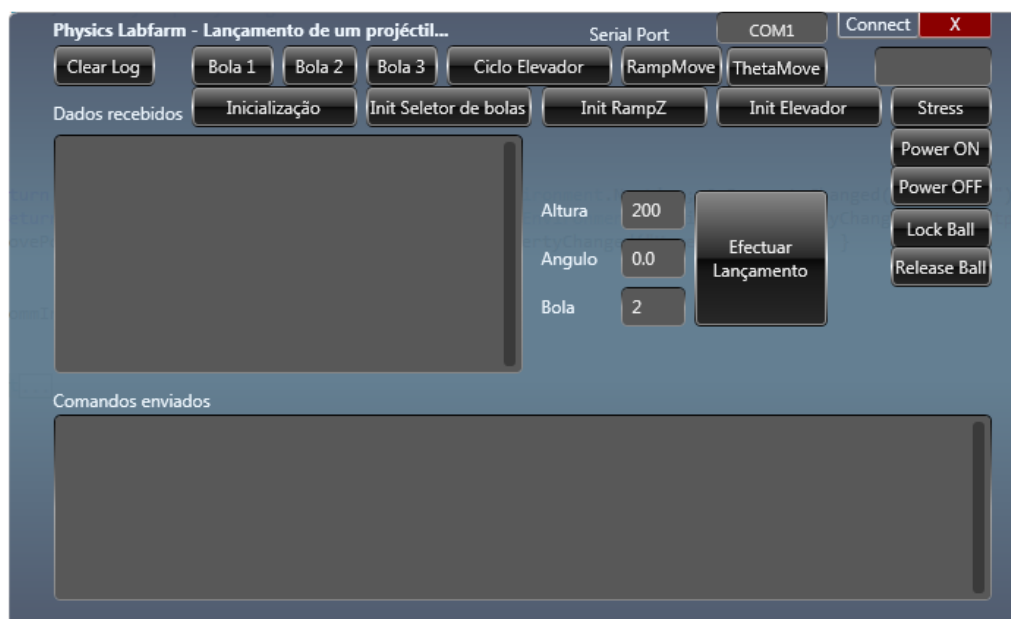 Physics Labfarm - Lançamento de um projéctil... Serial Port COM1 Connect X
Clear Log Bola 1 Bola 2 Bola 3 Ciclo Elevador RampMove ThetaMove
Dados recebidos Inicialização Init Seletor de bolas Init RampZ Init Elevador Stress
Power ON
Power OFF
Altura 200
Lock Ball
Efectuar
Lançamento
Angulo 0.0
Release Ball
Bola 2
Comandos enviados